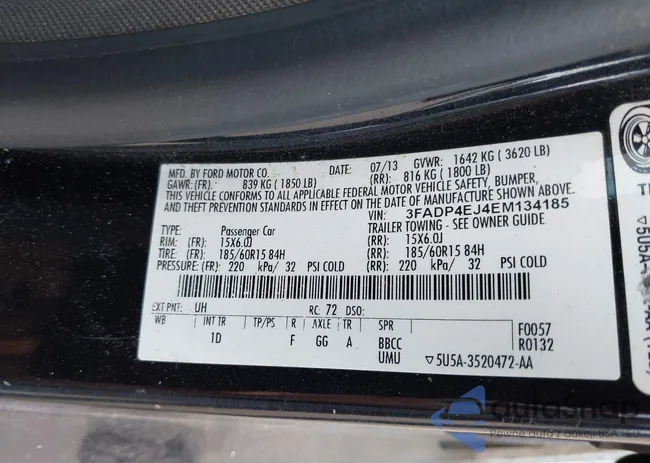 MFD. BY FORD MOTOR CO. DATE: 07/13 GVWR: 1642 KG ( 3620 LB)
GAWR: (FR) 839 KG ( 1850 LB) (RR): 816 KG ( 1800 LB)
THIS VEHICLE CONFORMS TO ALL APPLICABLE FEDERAL MOTOR VEHICLE SAFETY, BUMPER,
AND THEFT PREVENTION STANDARDS IN EFFECT ON THE DATE OF MANUFACTURE SHOWN ABOVE.
VIN: 3FADP4EJ4EM134185
TYPE: Passenger Car TRAILER TOWING - SEE OWNER GUIDE
RIM: (FR): 15X6.0J (RR): 15X6.0J
TIRE: (FR): 185/60R15 84H (RR): 185/60R15 84H
PRESSURE: (FR) 220 kPa/ 32 PSI COLD (RR): 220 kPa/ 32 PSI COLD
EXT PNT: UH RC: 72 DSO:
WB INT TR TP/PS R AXLE TR SPR F0057
1D F GG A BBCC R0132
UMU ▽5U5A-3520472-AA
▽5U5A-
autoShop